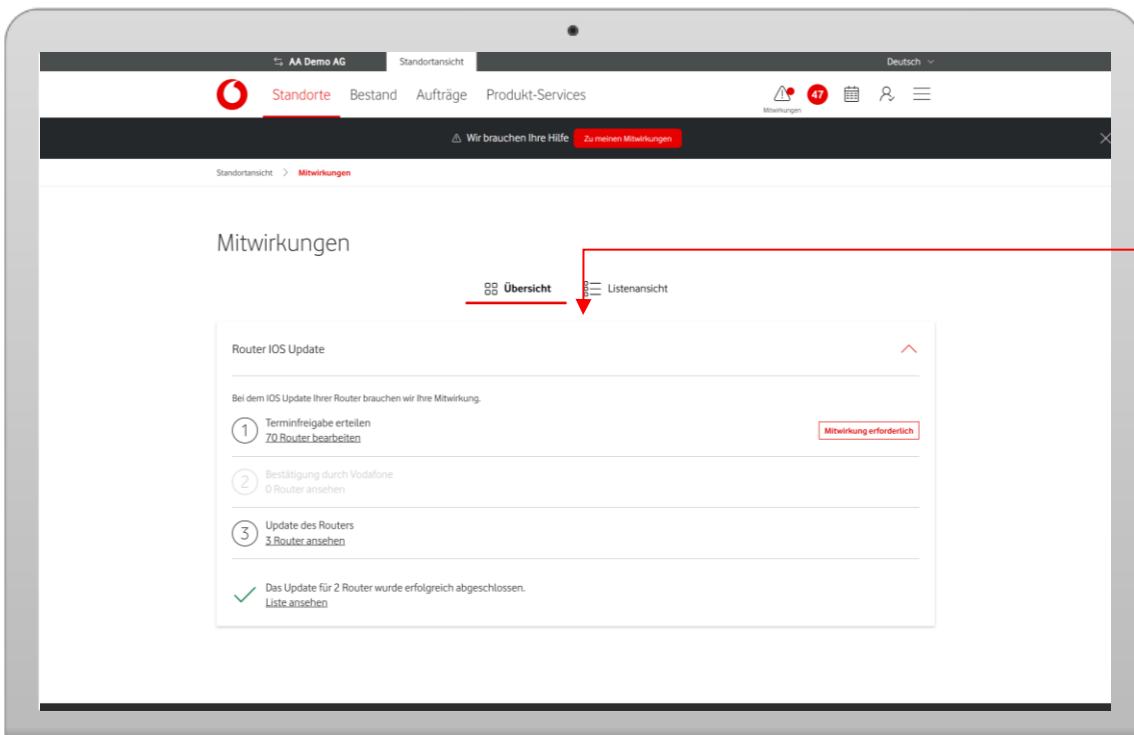 AA Demo AG Standortansicht Deutsch
Standorte Bestand Aufträge Produkt-Services
47
Mitwirkungen
Wir brauchen Ihre Hilfe Zu meinen Mitwirkungen
Standortansicht > Mitwirkungen
Mitwirkungen
Übersicht Listenansicht
Router IOS Update
Bei dem IOS Update Ihrer Router brauchen wir Ihre Mitwirkung.
1 Terminfreigabe erteilen
70 Router bearbeiten
Mitwirkung erforderlich
2 Bestätigung durch Vodafone
0 Router ansehen
3 Update des Routers
3 Router ansehen
Das Update für 2 Router wurde erfolgreich abgeschlossen.
Liste ansehen